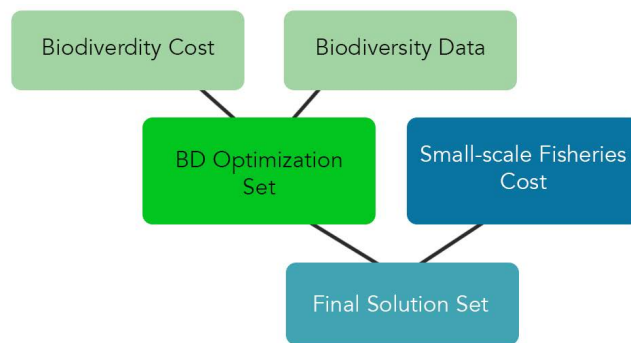 Biodiverdity Cost
Biodiversity Data
BD Optimization
Set
Small-scale Fisheries
Cost
Final Solution Set